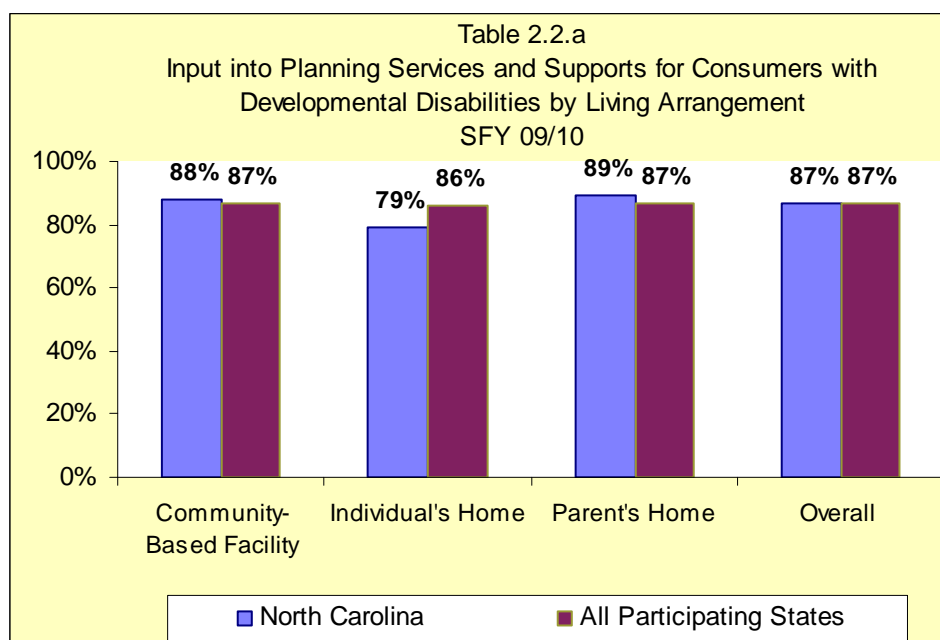 Table 2.2.a
Input into Planning Services and Supports for Consumers with
Developmental Disabilities by Living Arrangement
SFY 09/10
100%
80%
60%
40%
20%
0%
88% 87%
79% 86%
89% 87%
87% 87%
Community-
Based Facility
Individual's Home
Parent's Home
Overall
North Carolina
All Participating States